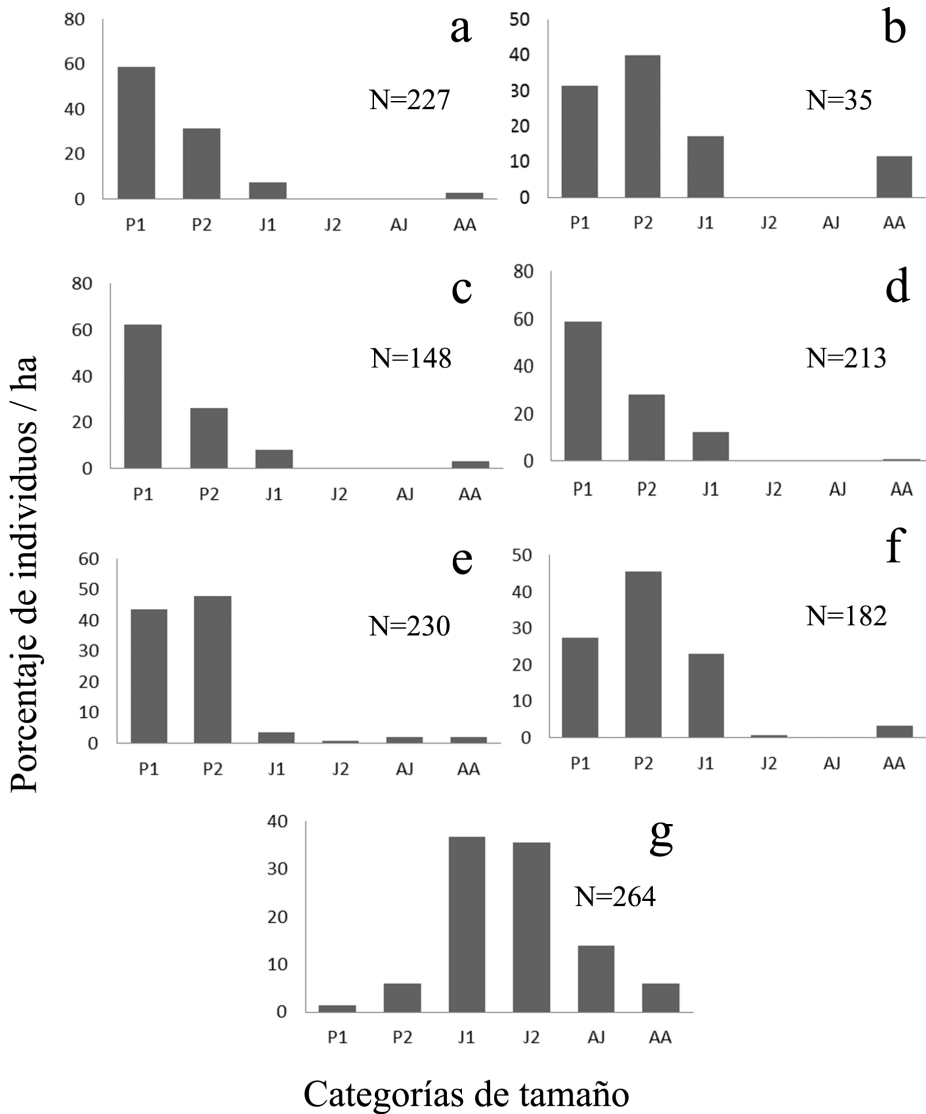 Porcentaje de individuos / ha
a
N=227
80
60
40
20
0
P1 P2 J1 J2 AJ AA
b
N=35
50
40
30
20
10
0
P1 P2 J1 J2 AJ AA
c
N=148
80
60
40
20
0
P1 P2 J1 J2 AJ AA
d
N=213
80
60
40
20
0
P1 P2 J1 J2 AJ AA
e
N=230
60
50
40
30
20
10
0
P1 P2 J1 J2 AJ AA
f
N=182
50
40
30
20
10
0
P1 P2 J1 J2 AJ AA
g
N=264
40
30
20
10
0
P1 P2 J1 J2 AJ AA
Categorías de tamaño